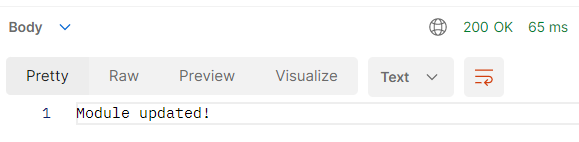 Body 200 OK 65 ms
Pretty Raw Preview Visualize Text
1 Module updated!